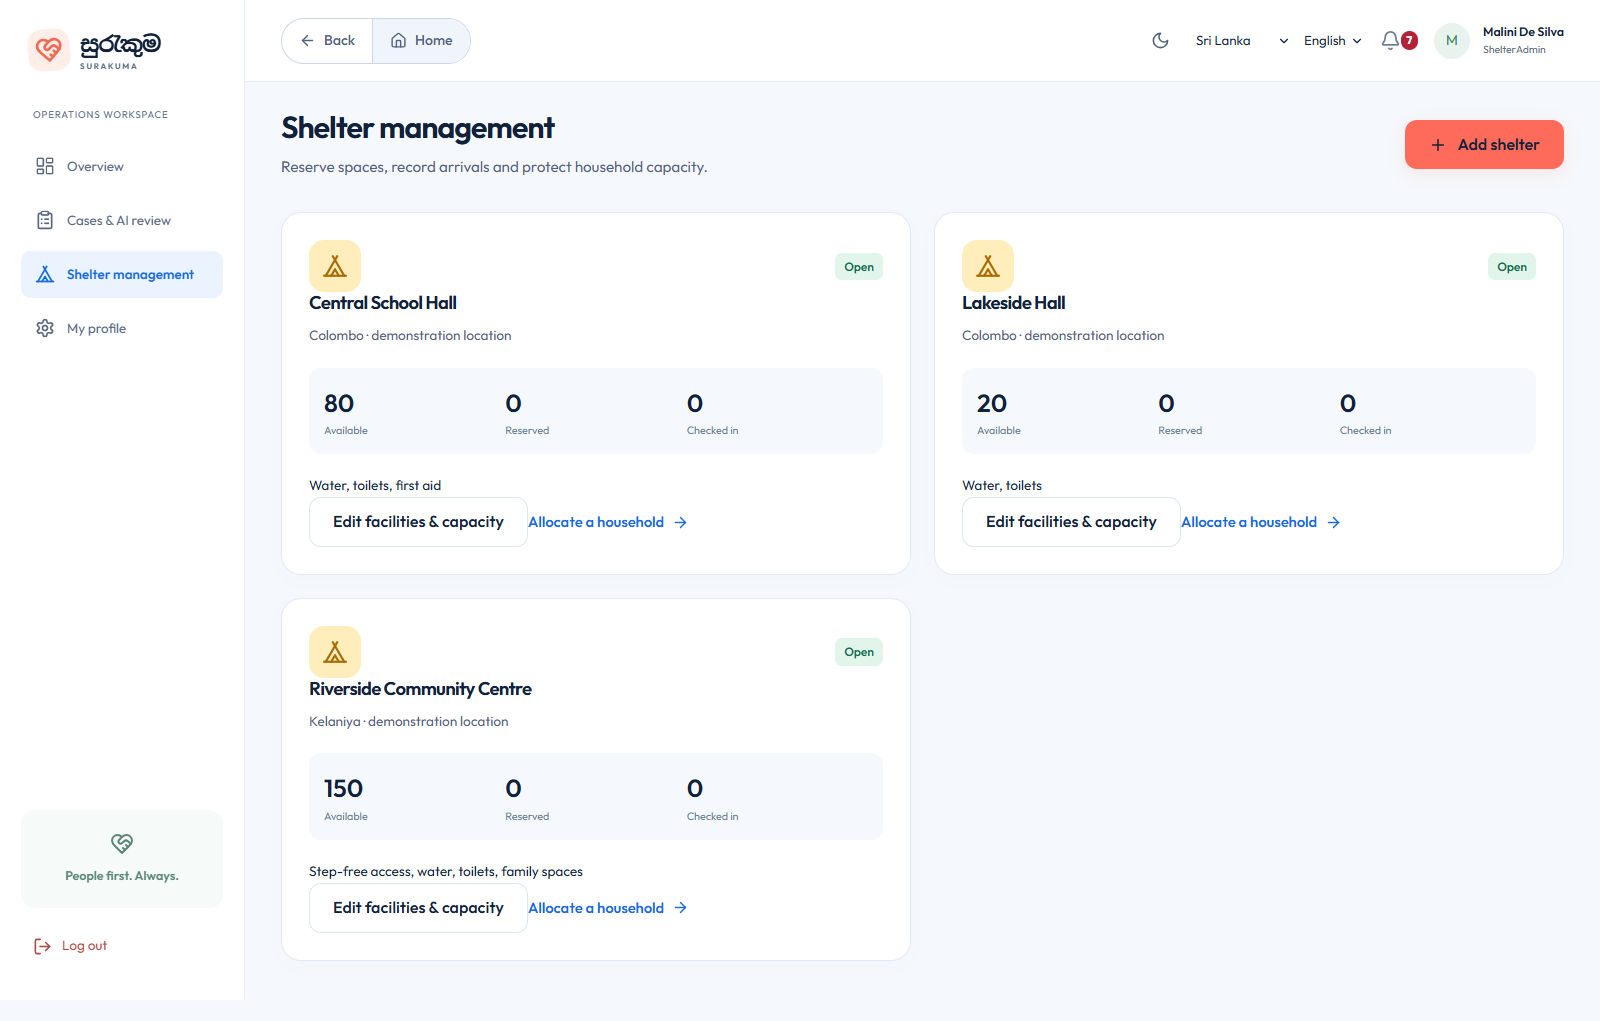 සුරැකුම
SURAKUMA
OPERATIONS WORKSPACE
Overview
Cases & AI review
Shelter management
My profile
People first. Always.
Log out
Back
Home
Sri Lanka
English
7
M
Malini De Silva
ShelterAdmin
Shelter management
Reserve spaces, record arrivals and protect household capacity.
Add shelter
Open
Central School Hall
Colombo · demonstration location
80 0 0
Available Reserved Checked in
Water, toilets, first aid
Edit facilities & capacity Allocate a household
Open
Lakeside Hall
Colombo · demonstration location
20 0 0
Available Reserved Checked in
Water, toilets
Edit facilities & capacity Allocate a household
Open
Riverside Community Centre
Kelaniya · demonstration location
150 0 0
Available Reserved Checked in
Step-free access, water, toilets, family spaces
Edit facilities & capacity Allocate a household